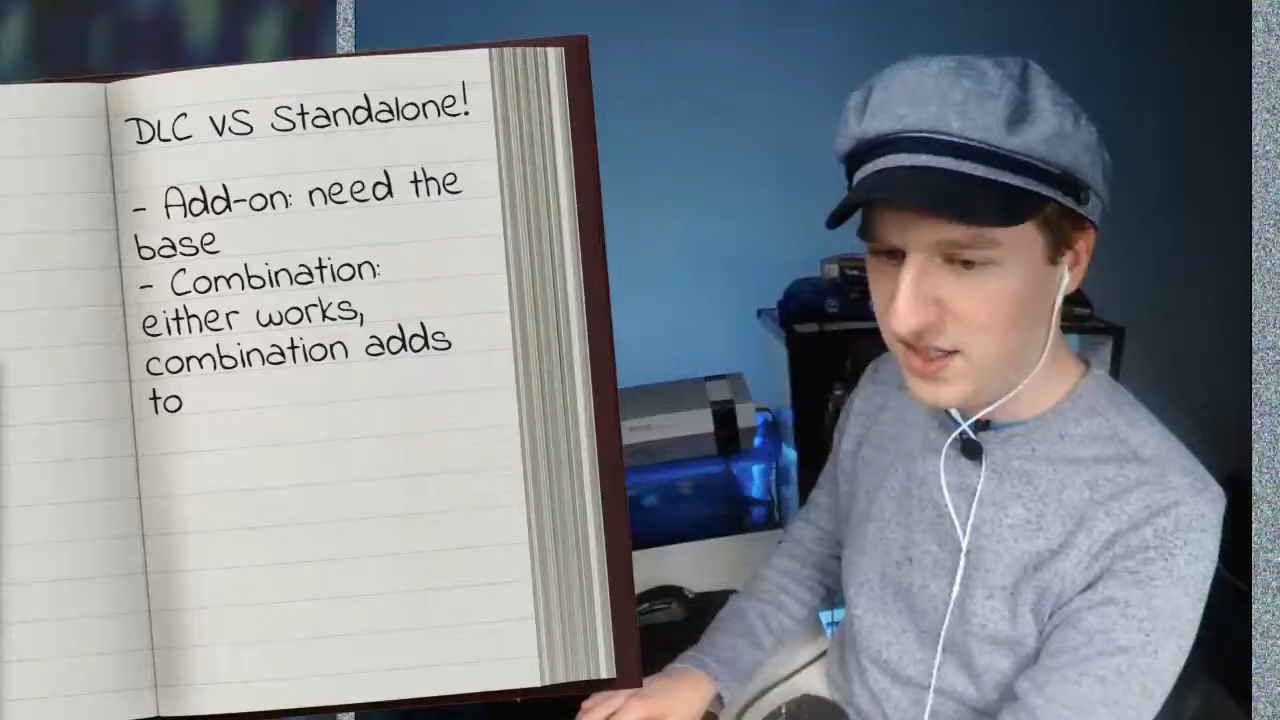 DLC VS Standalone!
- Add-on: need the
base
- Combination:
either works,
combination adds
to